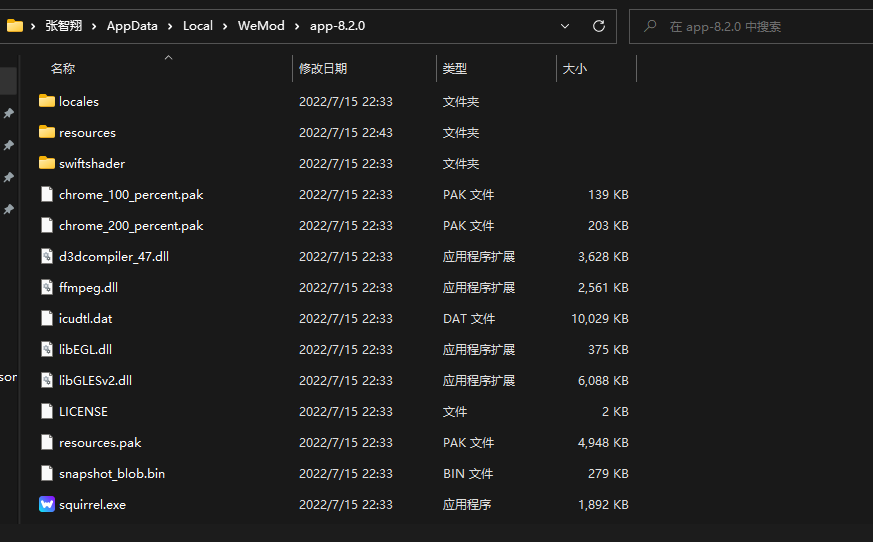 张智翔 > AppData > Local > WeMod > app-8.2.0
在 app-8.2.0 中搜索
名称 修改日期 类型 大小
locales 2022/7/15 22:33 文件夹
resources 2022/7/15 22:43 文件夹
swiftshader 2022/7/15 22:33 文件夹
chrome_100_percent.pak 2022/7/15 22:33 PAK 文件 139 KB
chrome_200_percent.pak 2022/7/15 22:33 PAK 文件 203 KB
d3dcompiler_47.dll 2022/7/15 22:33 应用程序扩展 3,628 KB
ffmpeg.dll 2022/7/15 22:33 应用程序扩展 2,561 KB
icudtl.dat 2022/7/15 22:33 DAT 文件 10,029 KB
libEGL.dll 2022/7/15 22:33 应用程序扩展 375 KB
sor
libGLESv2.dll 2022/7/15 22:33 应用程序扩展 6,088 KB
LICENSE 2022/7/15 22:33 文件 2 KB
resources.pak 2022/7/15 22:33 PAK 文件 4,948 KB
snapshot_blob.bin 2022/7/15 22:33 BIN 文件 279 KB
squirrel.exe 2022/7/15 22:33 应用程序 1,892 KB